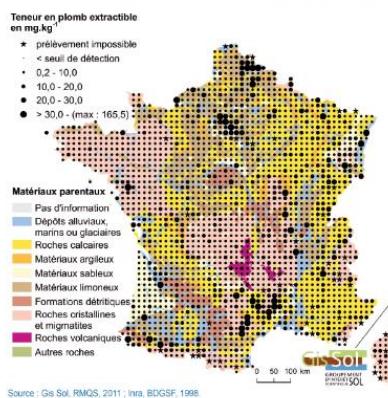 Teneur en plomb extractible
en mg.kg⁻¹
prélèvement impossible
< seuil de détection
0,2 - 10,0
10,0 - 20,0
20,0 - 30,0
> 30,0 - (max : 165,5)
Matériaux parentaux
Pas d'information
Dépôts alluviaux,
marins ou glaciaires
Roches calcaires
Matériaux argileux
Matériaux sableux
Matériaux limoneux
Formations détritiques
Roches cristallines
et migmatites
Roches volcaniques
Autres roches
GisSol
GROUPEMENT
SOL
0 50 100 km
Source : Gis Sol, RMQS, 2011 ; Inra, BDGSF, 1998.